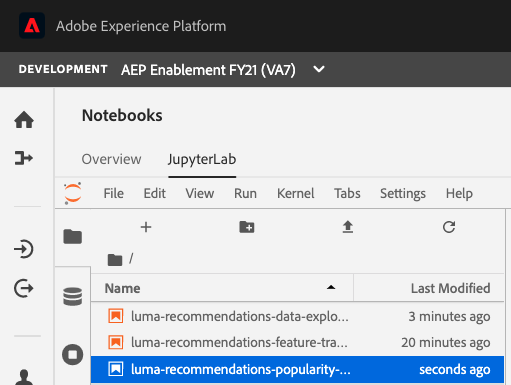 Adobe Experience Platform
DEVELOPMENT AEP Enablement FY21 (VA7)
Notebooks
Overview JupyterLab
File Edit View Run Kernel Tabs Settings Help
/
Name Last Modified
luma-recommendations-data-explo... 3 minutes ago
luma-recommendations-feature-tra... 20 minutes ago
luma-recommendations-popularity-... seconds ago